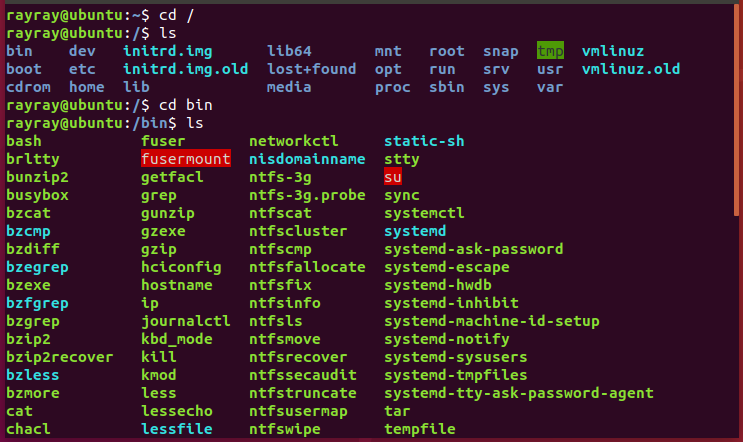 rayray@ubuntu:~$ cd /
rayray@ubuntu:/$ ls
bin dev initrd.img lib64 mnt root snap tmp vmlinuz
boot etc initrd.img.old lost+found opt run srv usr vmlinuz.old
cdrom home lib media proc sbin sys var
rayray@ubuntu:/$ cd bin
rayray@ubuntu:/bin$ ls
bash fuser networkctl static-sh
brltty fusermount nisdomainname stty
bunzip2 getfacl ntfs-3g su
busybox grep ntfs-3g.probe sync
bzcat gunzip ntfscat systemctl
bzcmp gzexe ntfscluster systemd
bzdiff gzip ntfscmp systemd-ask-password
bzegrep hciconfig ntfsfallocate systemd-escape
bzexe hostname ntfsfix systemd-hwdb
bzfgrep ip ntfsinfo systemd-inhibit
bzgrep journalctl ntfsls systemd-machine-id-setup
bzip2 kbd_mode ntfsmove systemd-notify
bzip2recover kill ntfsrecover systemd-sysusers
bzless kmod ntfssecaudit systemd-tmpfiles
bzmore less ntfstruncate systemd-tty-ask-password-agent
cat lessecho ntfsusermap tar
chacl lessfile ntfswipe tempfile